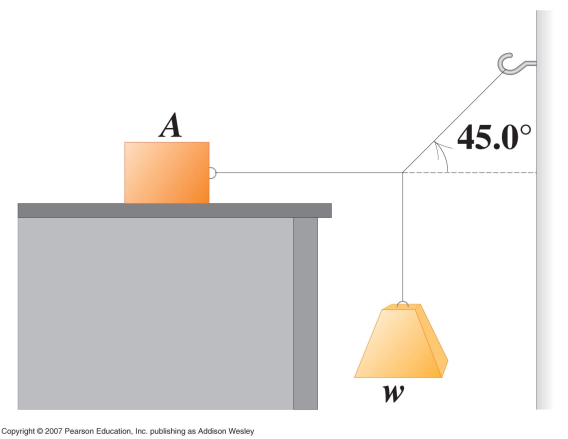 A
45.0°
w
Copyright © 2007 Pearson Education, Inc. publishing as Addison Wesley